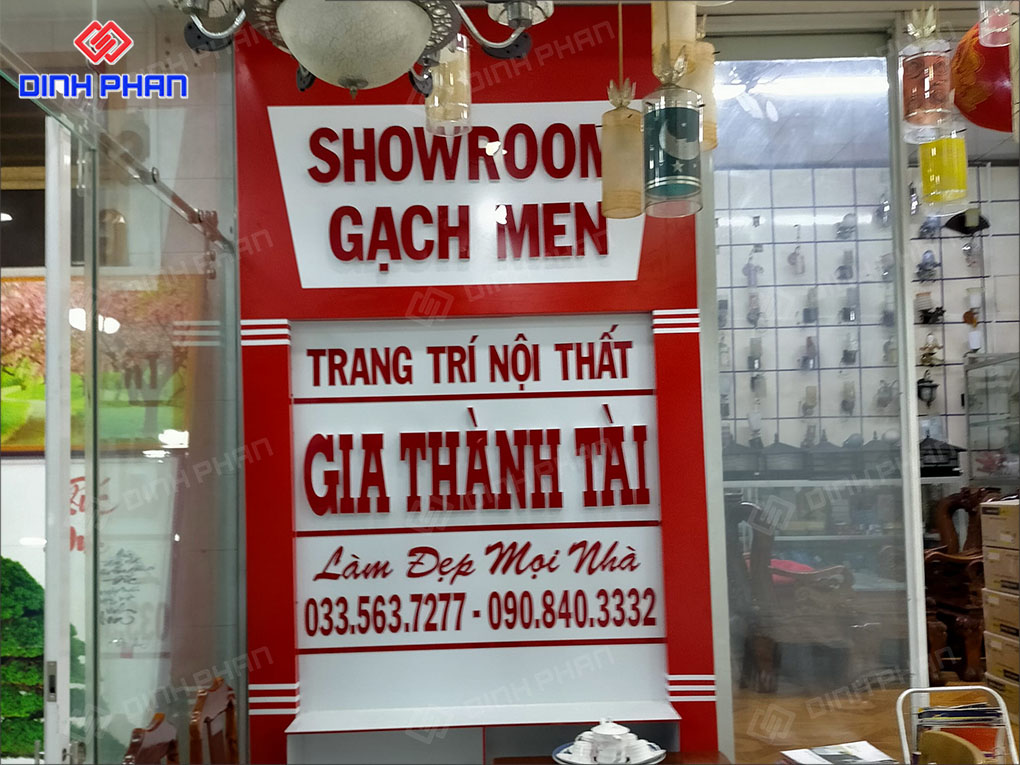 DINH PHAN
SHOWROOM
GẠCH MEN
TRANG TRÍ NỘI THẤT
GIA THÀNH TÀI
Làm Đẹp Mọi Nhà
033.563.7277 - 090.840.3332